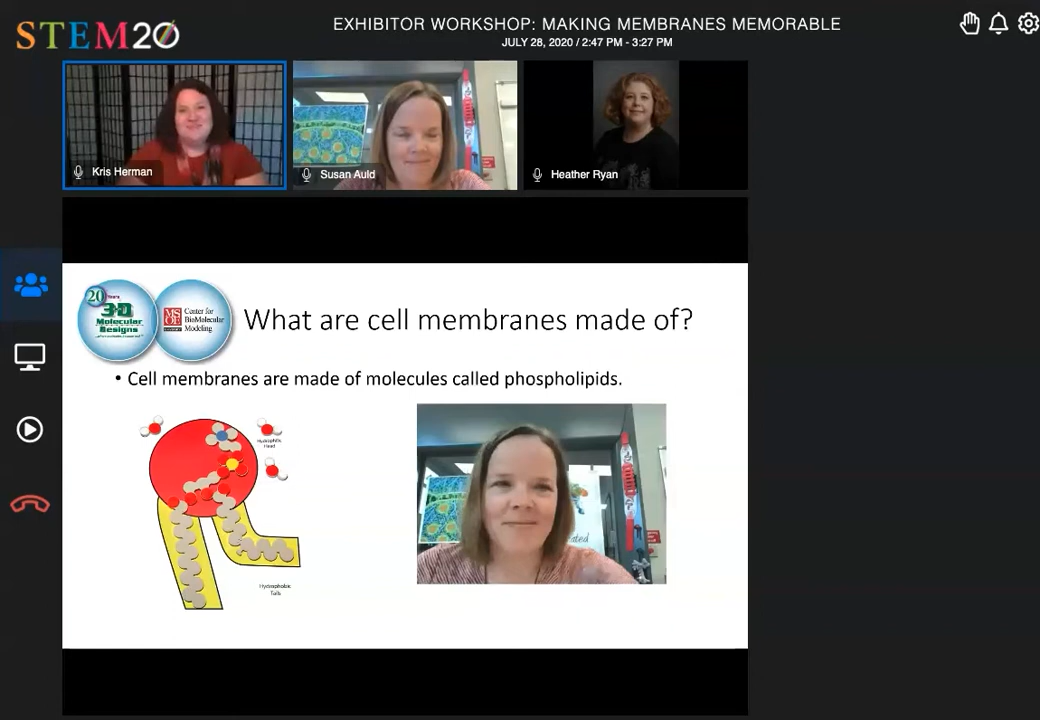 STEM20
EXHIBITOR WORKSHOP: MAKING MEMBRANES MEMORABLE
JULY 28, 2020 / 2:47 PM - 3:27 PM
Kris Herman
Susan Auld
Heather Ryan
20 Years
3-D
Molecular
Designs
MSOE
Center for
BioMolecular
Modeling
What are cell membranes made of?
• Cell membranes are made of molecules called phospholipids.
Hydrophilic
Head
Hydrophobic
Tails